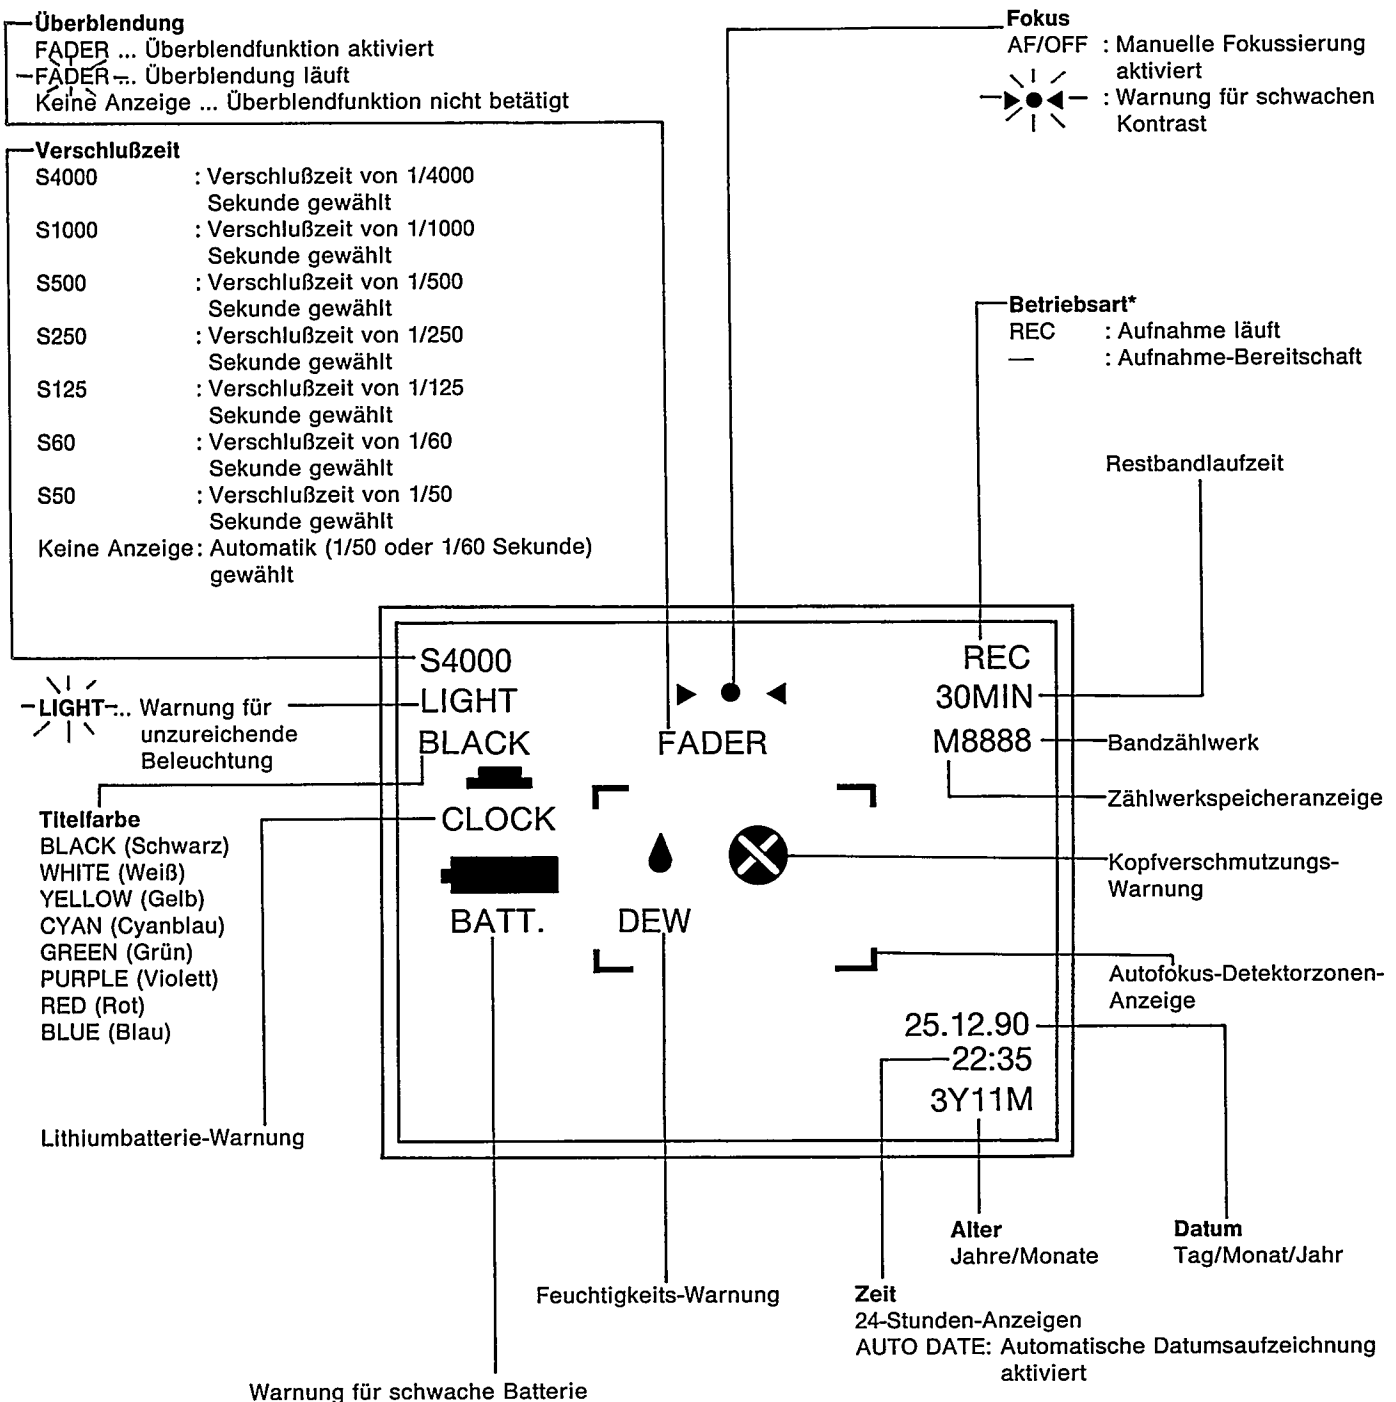 Überblendung
FADER ... Überblendfunktion aktiviert
FADER ... Überblendung läuft
Keine Anzeige ... Überblendfunktion nicht betätigt
Fokus
AF/OFF : Manuelle Fokussierung
aktiviert
: Warnung für schwachen
Kontrast
Verschlußzeit
S4000 : Verschlußzeit von 1/4000
Sekunde gewählt
S1000 : Verschlußzeit von 1/1000
Sekunde gewählt
S500 : Verschlußzeit von 1/500
Sekunde gewählt
S250 : Verschlußzeit von 1/250
Sekunde gewählt
S125 : Verschlußzeit von 1/125
Sekunde gewählt
S60 : Verschlußzeit von 1/60
Sekunde gewählt
S50 : Verschlußzeit von 1/50
Sekunde gewählt
Keine Anzeige: Automatik (1/50 oder 1/60 Sekunde)
gewählt
Betriebsart*
REC : Aufnahme läuft
— : Aufnahme-Bereitschaft
Restbandlaufzeit
LIGHT ... Warnung für
unzureichende
Beleuchtung
Titelfarbe
BLACK (Schwarz)
WHITE (Weiß)
YELLOW (Gelb)
CYAN (Cyanblau)
GREEN (Grün)
PURPLE (Violett)
RED (Rot)
BLUE (Blau)
Lithiumbatterie-Warnung
S4000
LIGHT
BLACK
CLOCK
BATT.
FADER
DEW
REC
30MIN
M8888
25.12.90
22:35
3Y11M
Bandzählwerk
Zählwerkspeicheranzeige
Kopfverschmutzungs-
Warnung
Autofokus-Detektorzonen-
Anzeige
Alter
Jahre/Monate
Datum
Tag/Monat/Jahr
Feuchtigkeits-Warnung
Zeit
24-Stunden-Anzeigen
AUTO DATE: Automatische Datumsaufzeichnung
aktiviert
Warnung für schwache Batterie